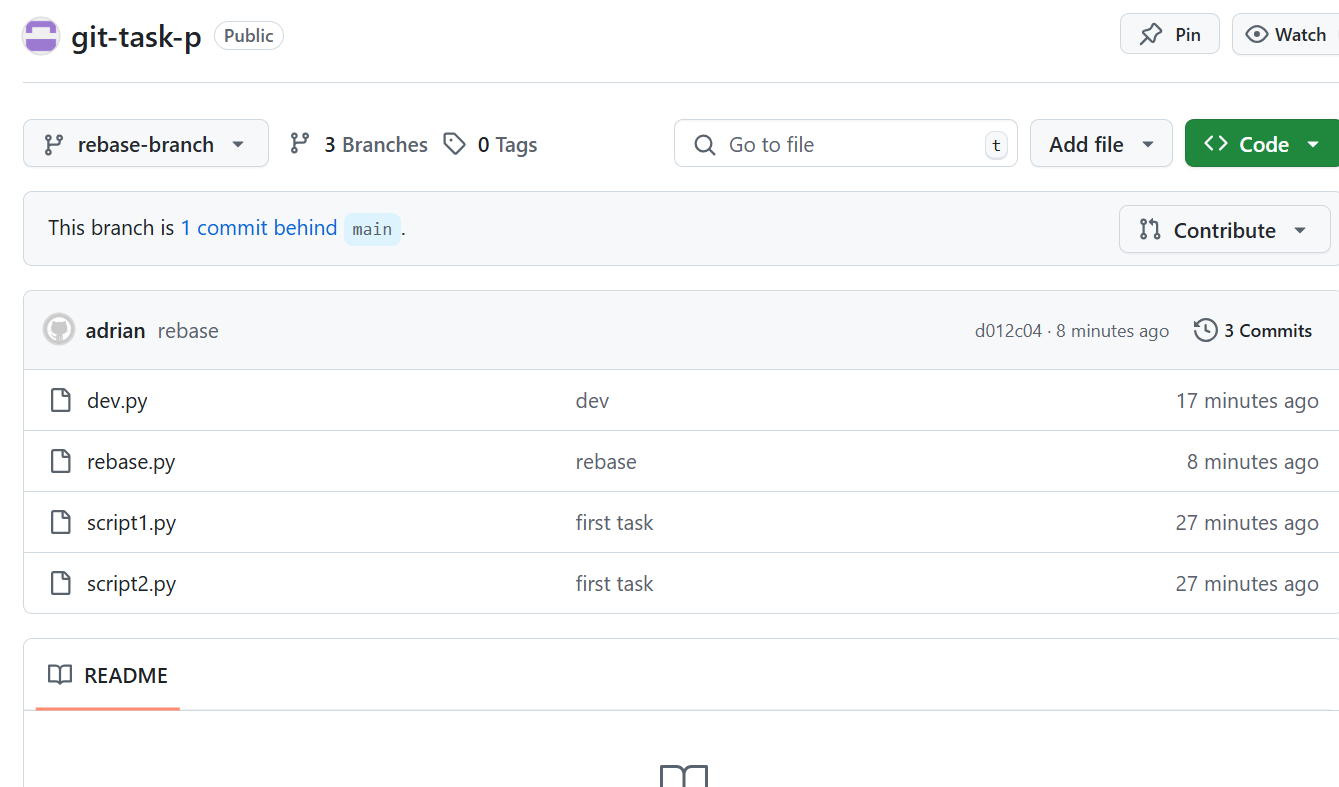 git-task-p Public Pin Watch
rebase-branch 3 Branches 0 Tags Go to file t Add file Code
This branch is 1 commit behind main .
Contribute
adrian rebase d012c04 · 8 minutes ago 3 Commits
dev.py dev 17 minutes ago
rebase.py rebase 8 minutes ago
script1.py first task 27 minutes ago
script2.py first task 27 minutes ago
README